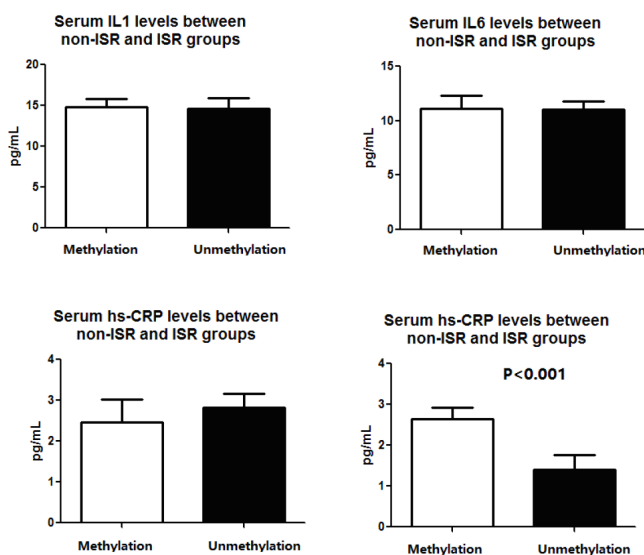 Serum IL1 levels between
non-ISR and ISR groups
20
15
10
5
0
pg/mL
Methylation
Unmethylation
Serum IL6 levels between
non-ISR and ISR groups
15
10
5
0
pg/mL
Methylation
Unmethylation
Serum hs-CRP levels between
non-ISR and ISR groups
4
3
2
1
0
pg/mL
Methylation
Unmethylation
Serum hs-CRP levels between
non-ISR and ISR groups
P<0.001
4
3
2
1
0
pg/mL
Methylation
Unmethylation